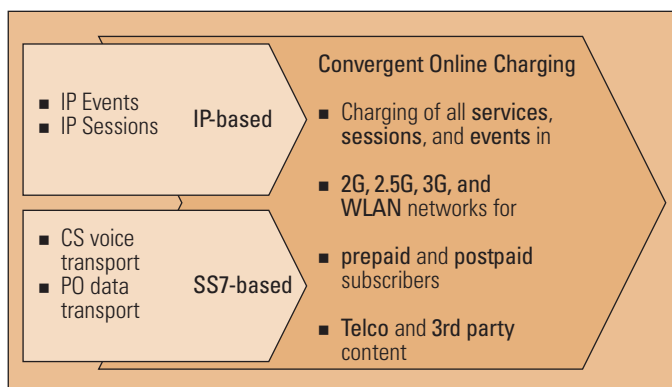 ■ IP Events
■ IP Sessions
IP-based
■ CS voice
transport
■ PO data
transport
SS7-based
Convergent Online Charging
■ Charging of all services,
sessions, and events in
■ 2G, 2.5G, 3G, and
WLAN networks for
■ prepaid and postpaid
subscribers
■ Telco and 3rd party
content